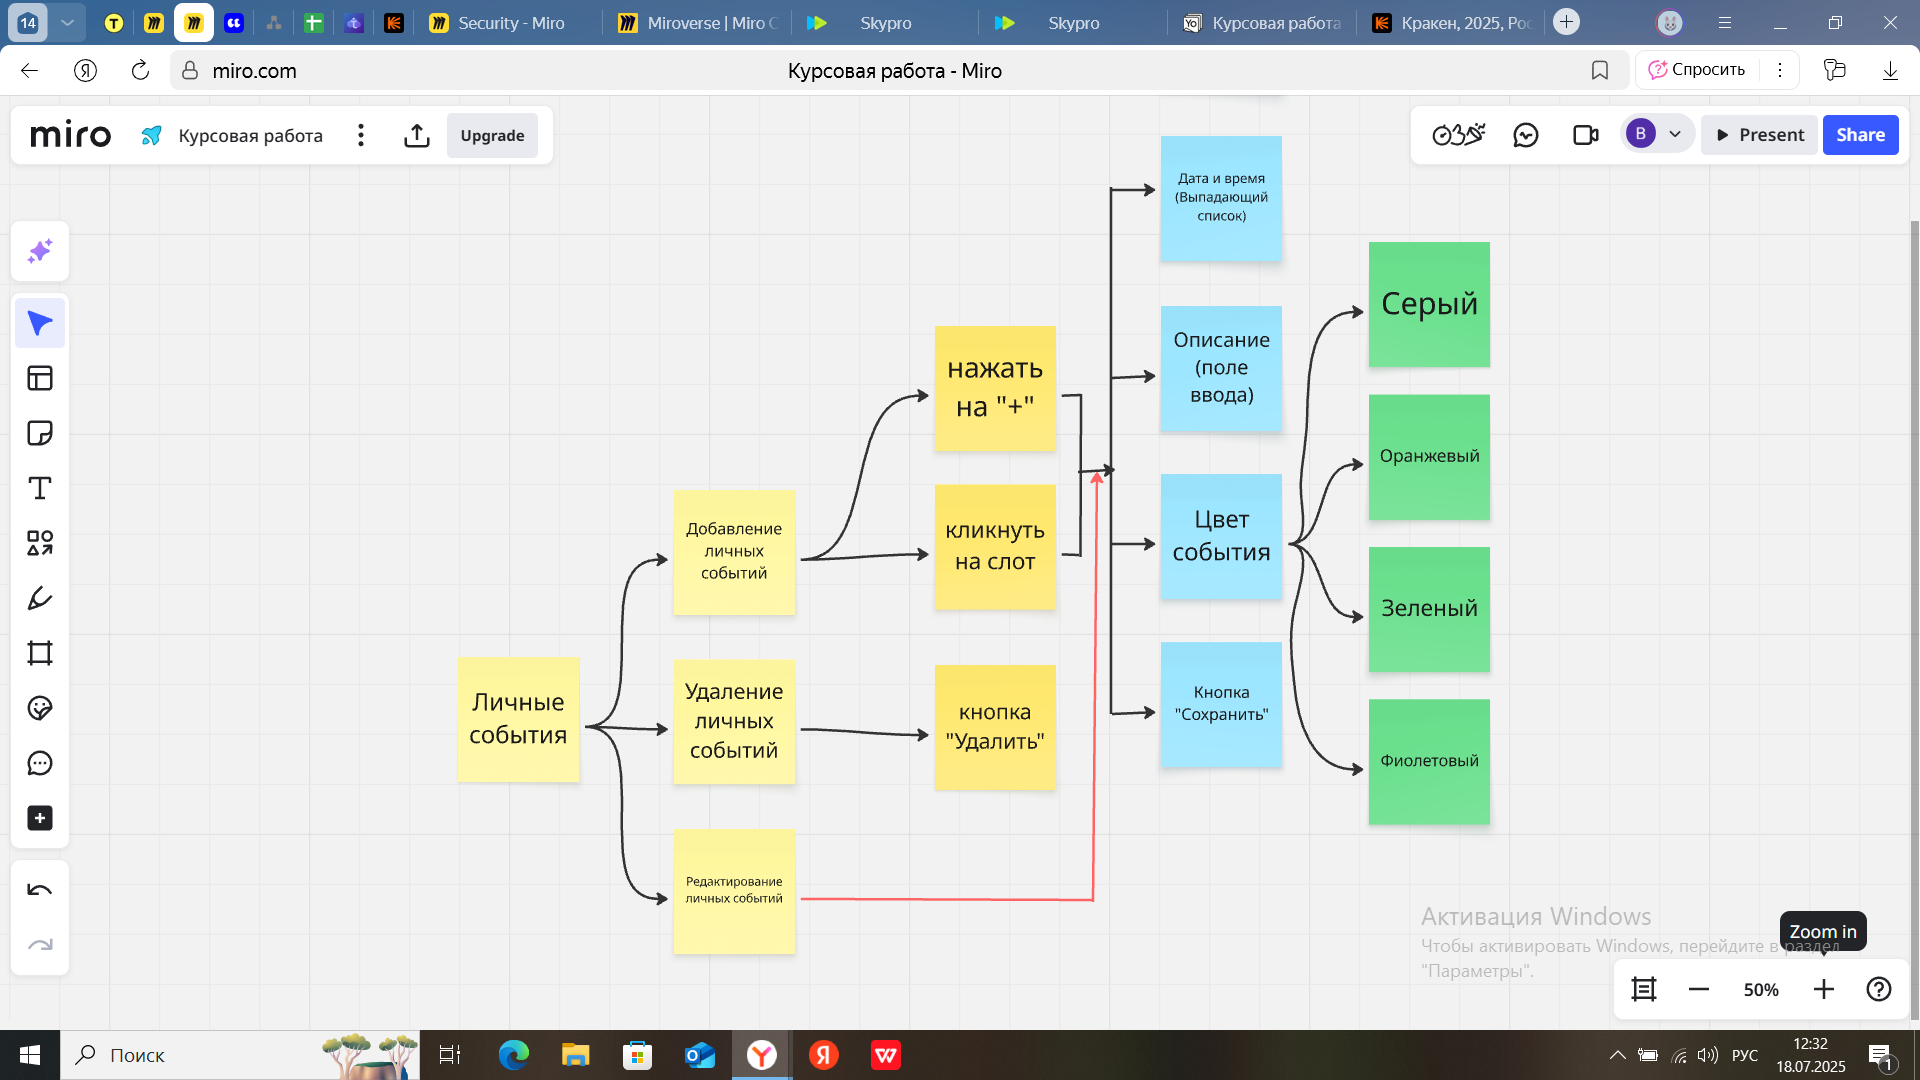 14
Security - Miro
Miroverse | Miro C
Skypro
Skypro
Курсовая работа
Кракен, 2025, Рос
miro.com
Курсовая работа - Miro
Спросить
miro
Курсовая работа
Upgrade
B
Present
Share
Дата и время
(Выпадающий
список)
Серый
Описание
(поле
ввода)
нажать
на "+"
Оранжевый
Цвет
события
кликнуть
на слот
Добавление
личных
событий
Зеленый
Личные
события
Удаление
личных
событий
кнопка
"Удалить"
Кнопка
"Сохранить"
Фиолетовый
Редактирование
личных событий
Активация Windows
Чтобы активировать Windows, перейдите в раздел
"Параметры".
Zoom in
50%
Поиск
РУС
12:32
18.07.2025
1